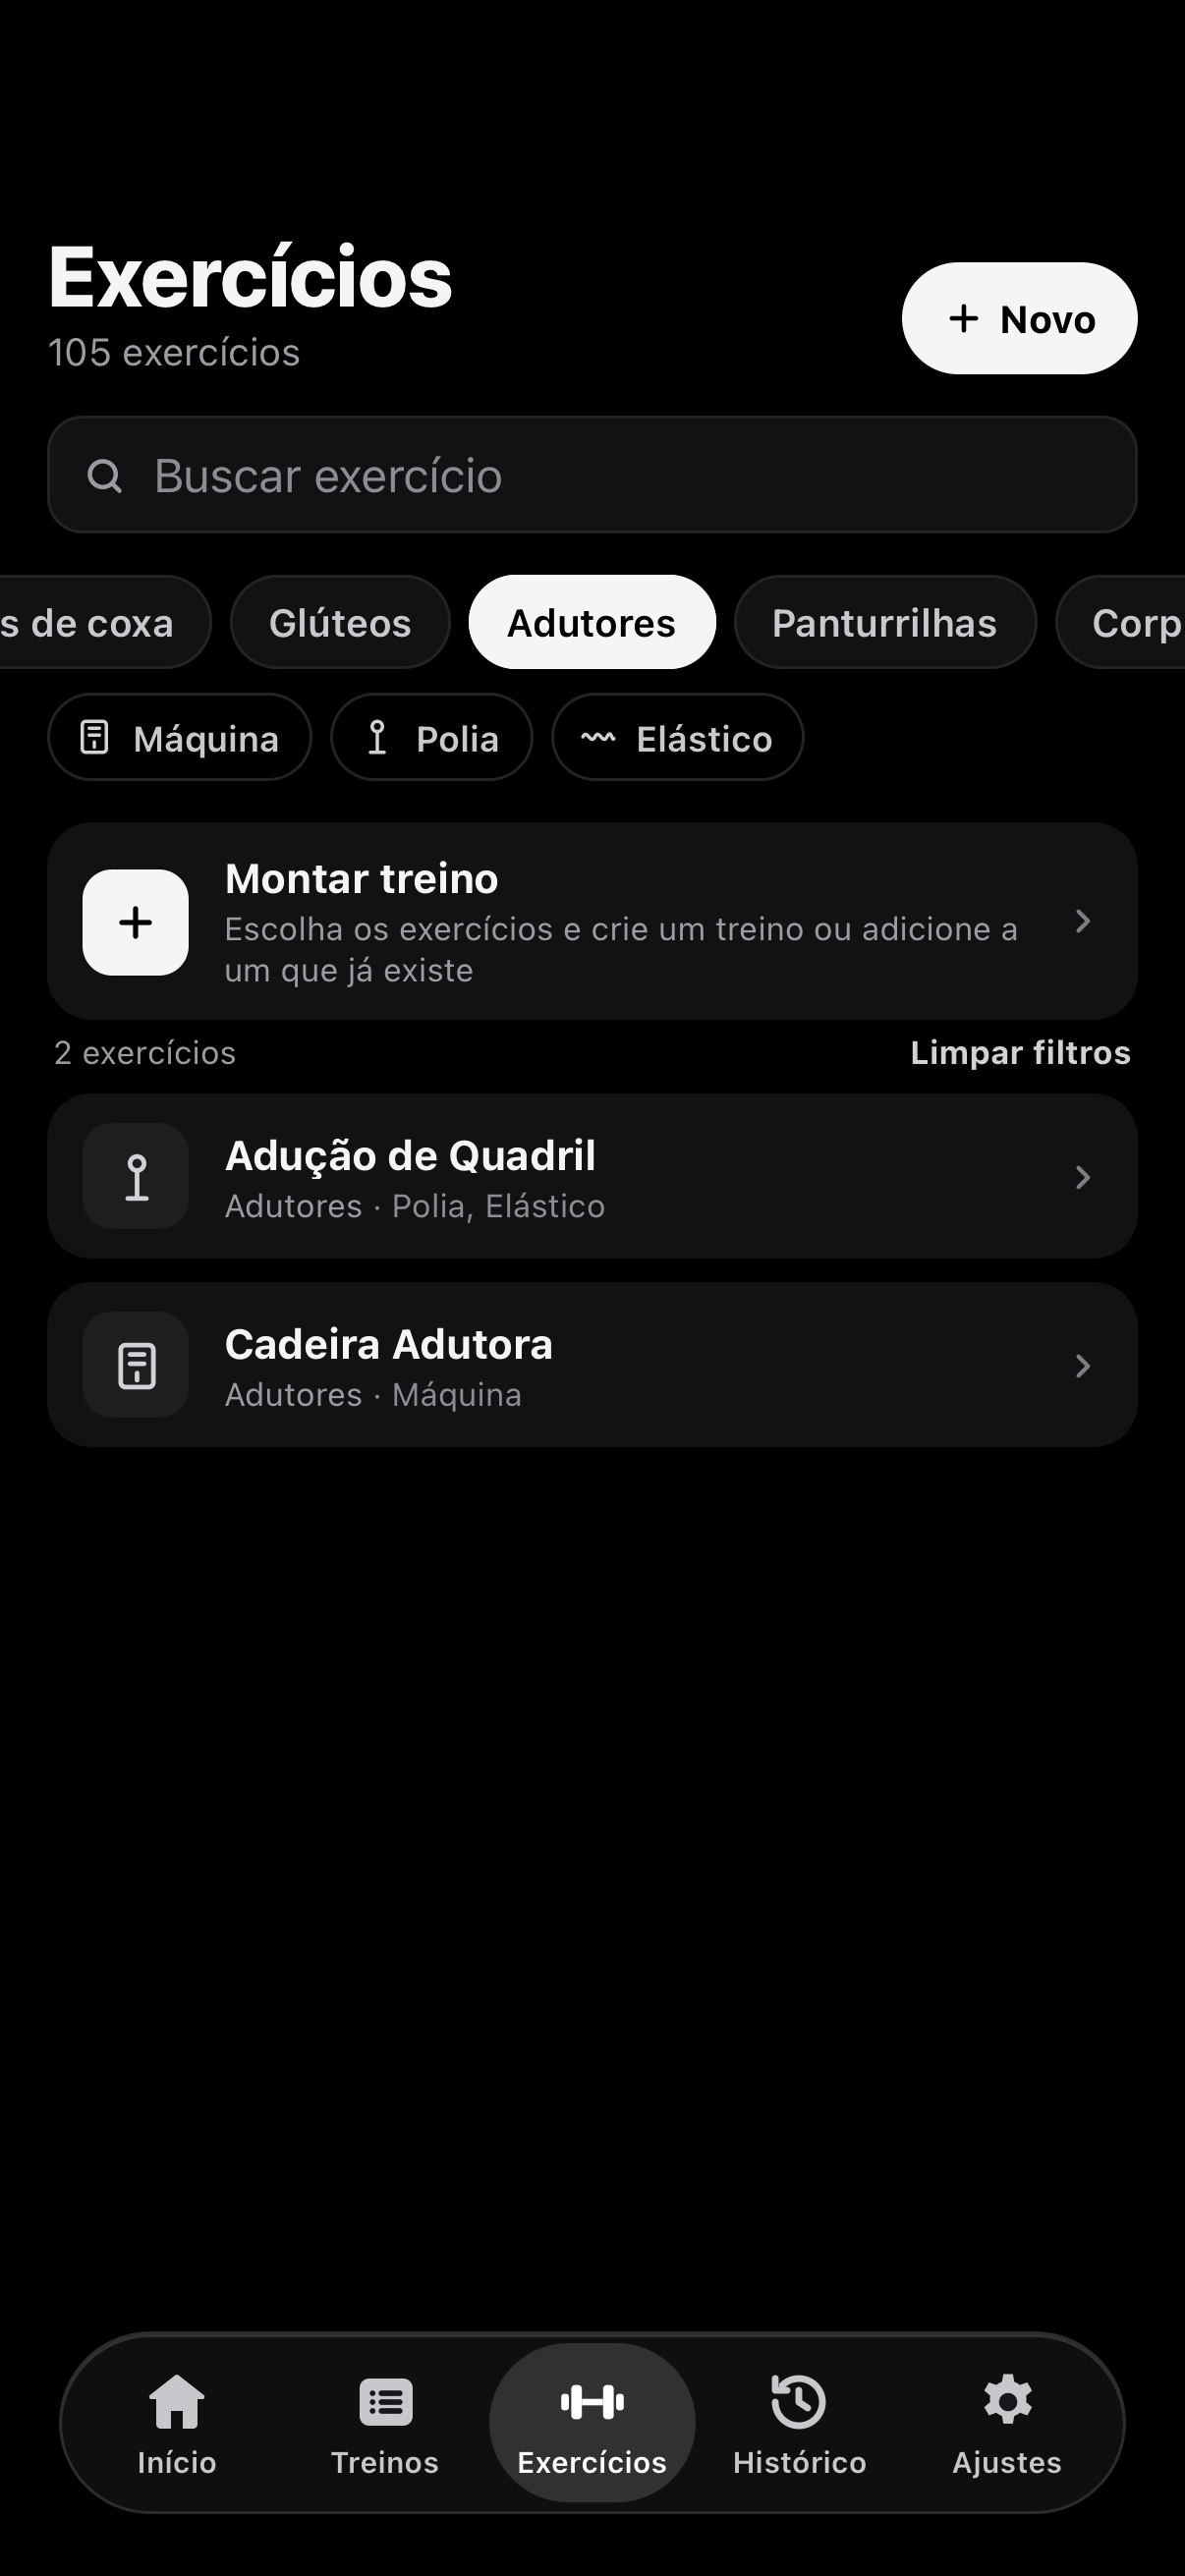 Exercícios
105 exercícios
+ Novo
Buscar exercício
s de coxa
Glúteos
Adutores
Panturrilhas
Corp
Máquina
Polia
Elástico
Montar treino
Escolha os exercícios e crie um treino ou adicione a
um que já existe
2 exercícios
Limpar filtros
Adução de Quadril
Adutores · Polia, Elástico
Cadeira Adutora
Adutores · Máquina
Início
Treinos
Exercícios
Histórico
Ajustes